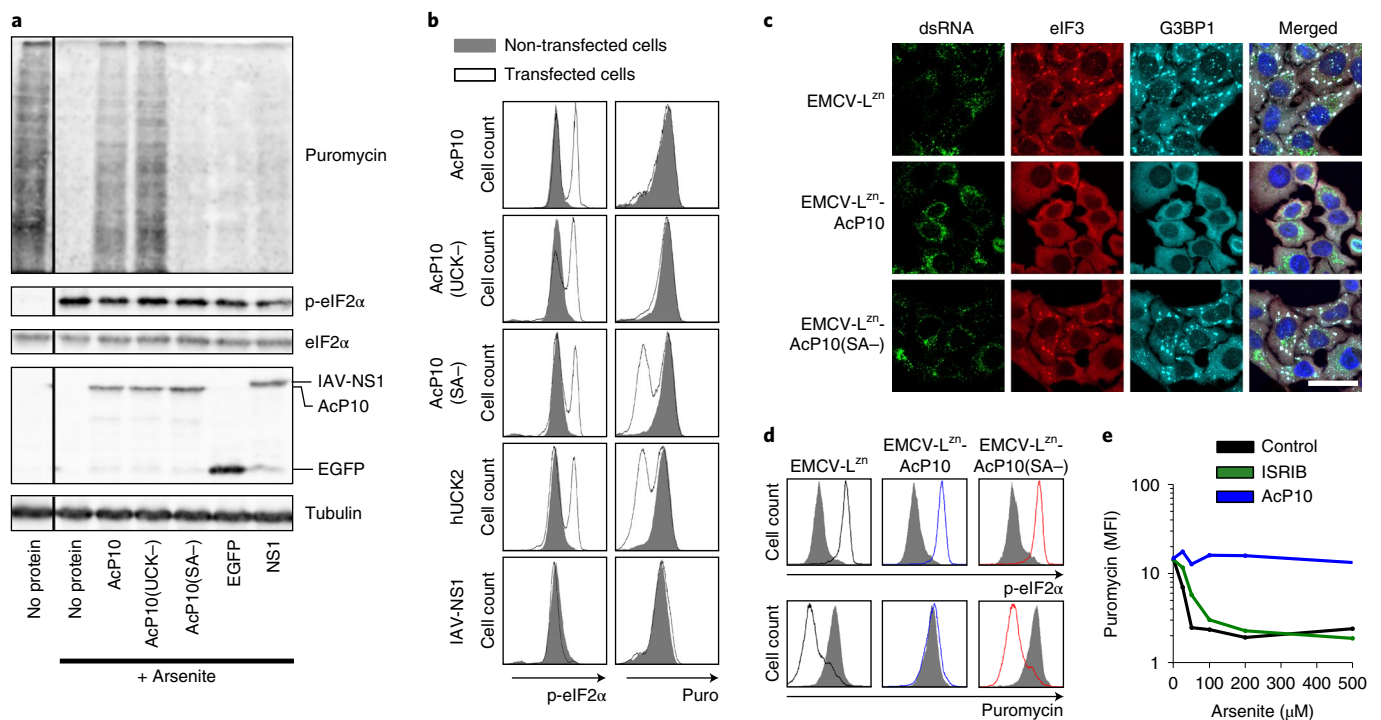 a
Puromycin
p-eIF2α
eIF2α
IAV-NS1
AcP10
EGFP
Tubulin
No protein
No protein
AcP10
AcP10(UCK–)
AcP10(SA–)
EGFP
NS1
+ Arsenite
b
Non-transfected cells
Transfected cells
AcP10
Cell count
AcP10
(UCK–)
Cell count
AcP10
(SA–)
Cell count
hUCK2
Cell count
IAV-NS1
Cell count
p-eIF2α
Puro
c
dsRNA eIF3 G3BP1 Merged
EMCV-Lzn
EMCV-Lzn-
AcP10
EMCV-Lzn-
AcP10(SA–)
d
EMCV-Lzn
EMCV-Lzn-
AcP10
EMCV-Lzn-
AcP10(SA–)
Cell count
p-eIF2α
Cell count
Puromycin
e
Control
ISRIB
AcP10
Puromycin (MFI)
100
10
1
0 100 200 300 400 500
Arsenite (μM)